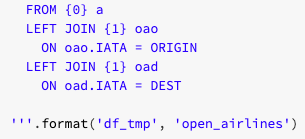 FROM {0} a
LEFT JOIN {1} oao
ON oao.IATA = ORIGIN
LEFT JOIN {1} oad
ON oad.IATA = DEST
'''.format('df_tmp', 'open_airlines')